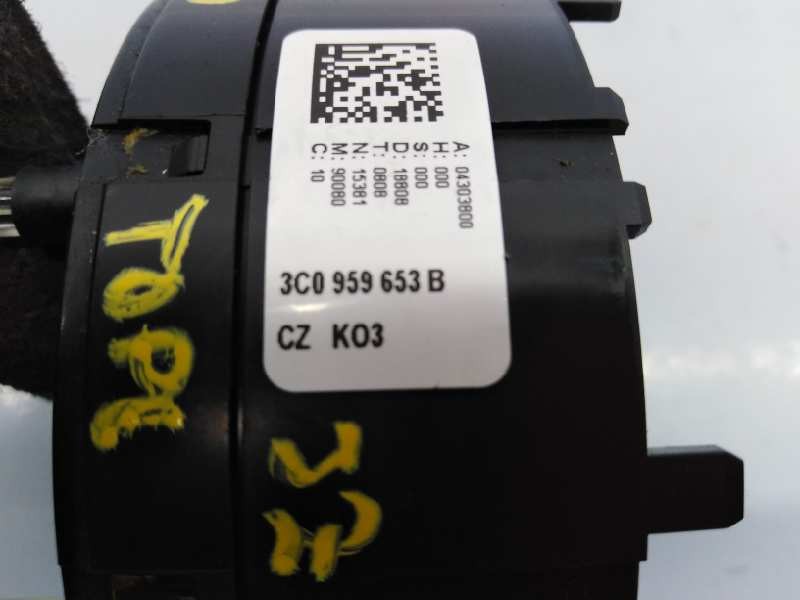 A: 04303800
H: 000
S: 000
D: 18808
T: 0808
N: 15381
M: 90080
C: 10
3C0 959 653 B
CZ KO3